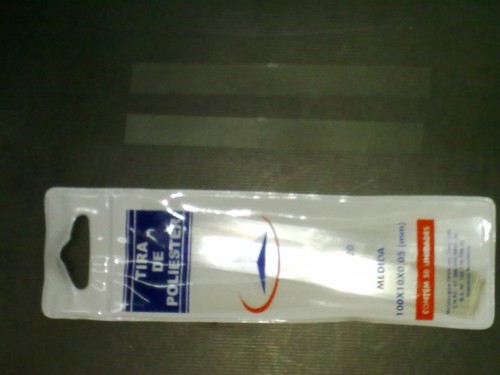 TIRA
DE
POLIÉSTER
20
MEDIDA
100X10X0,05 (mm)
CONTÉM 50 UNIDADES